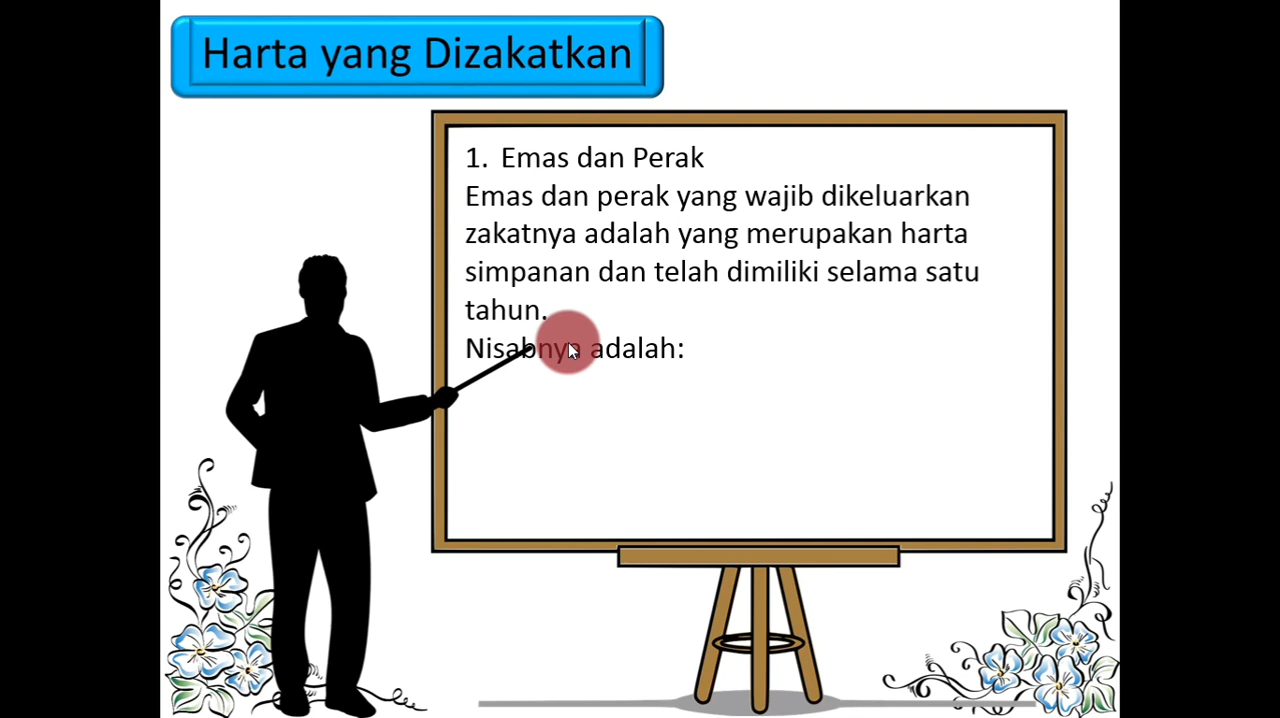 Harta yang Dizakatkan
1. Emas dan Perak
Emas dan perak yang wajib dikeluarkan
zakatnya adalah yang merupakan harta
simpanan dan telah dimiliki selama satu
tahun.
Nisabnya adalah: